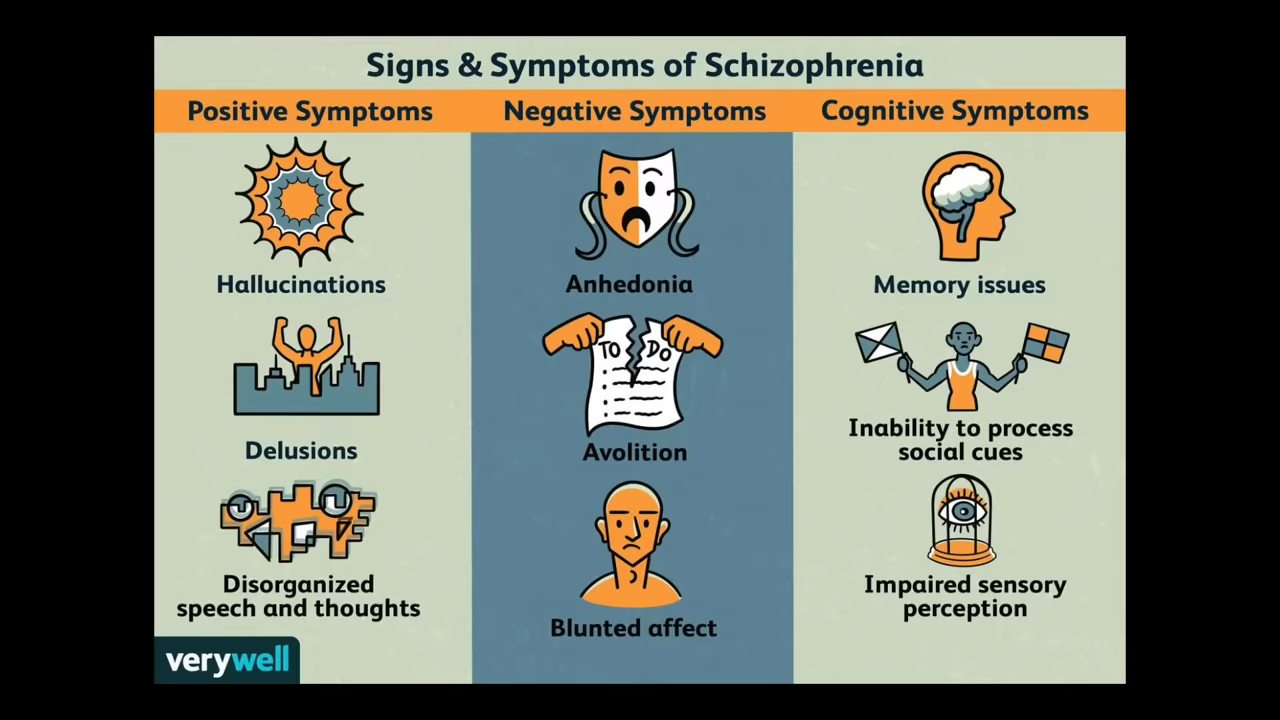 Signs & Symptoms of Schizophrenia
Positive Symptoms
Negative Symptoms
Cognitive Symptoms
Hallucinations
Anhedonia
Memory issues
TO DO
Delusions
Avolition
Inability to process
social cues
Disorganized
speech and thoughts
Blunted affect
Impaired sensory
perception
verywell